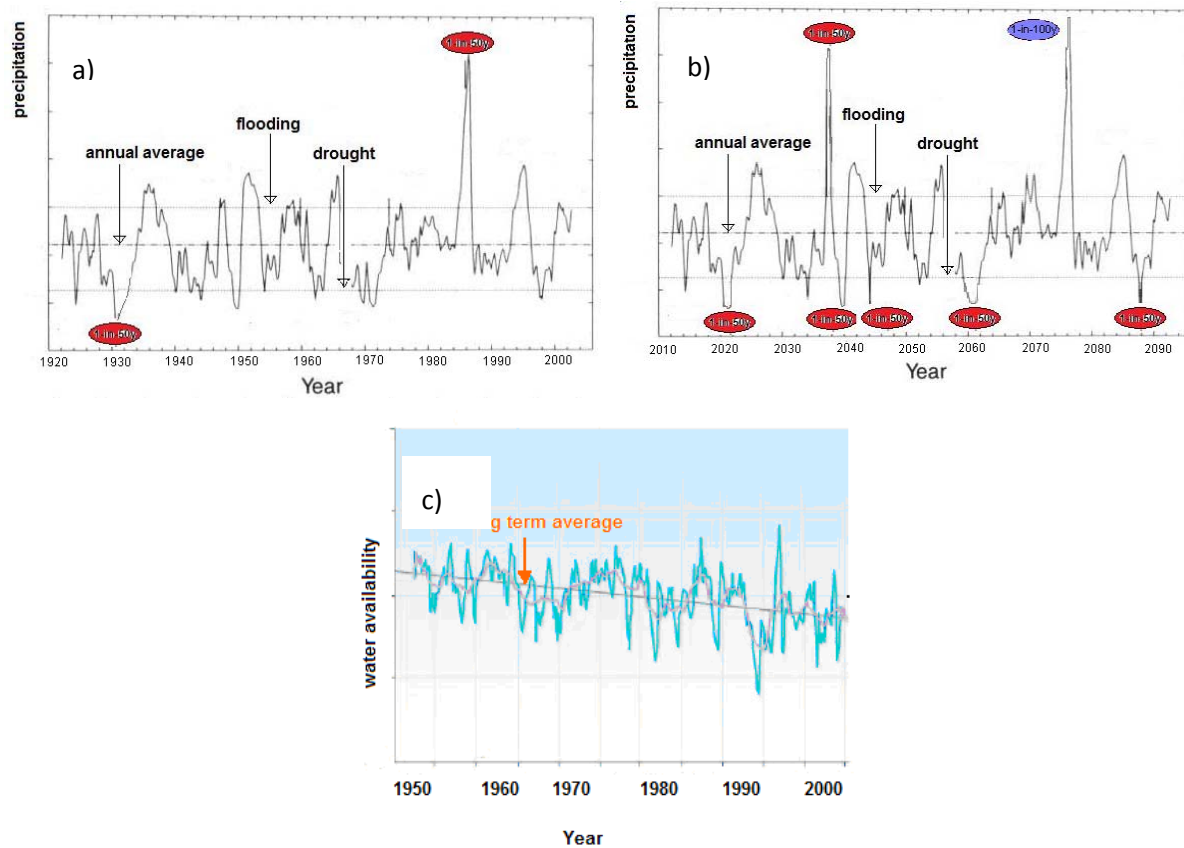 precipitation
a)
1-in-50y
flooding
annual average
drought
1-in-50y
1920 1930 1940 1950 1960 1970 1980 1990 2000
Year
precipitation
b)
1-in-50y
1-in-100y
flooding
annual average
drought
1-in-50y 1-in-50y 1-in-50y 1-in-50y 1-in-50y
2010 2020 2030 2040 2050 2060 2070 2080 2090
Year
c)
g term average
water availability
1950 1960 1970 1980 1990 2000
Year